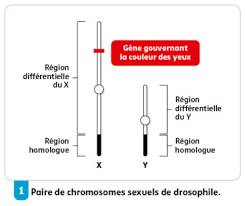 Gène gouvernant
la couleur des yeux
Région
différentielle
du X
Région
différentielle
du Y
Région
homologue
Région
homologue
X Y
1 Paire de chromosomes sexuels de drosophile.